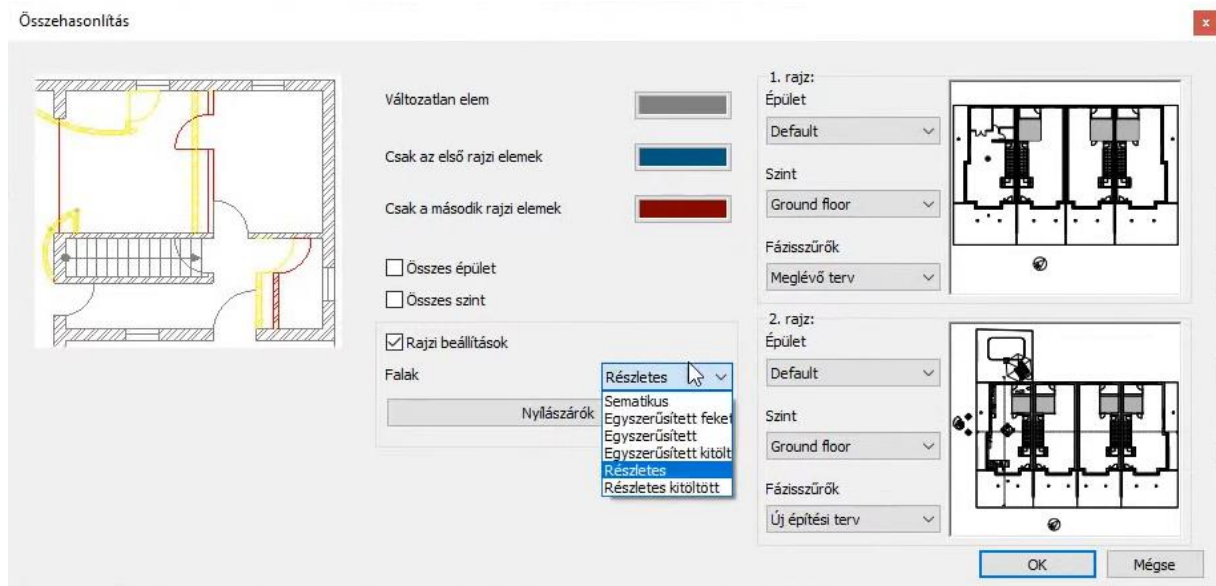 Összehasonlítás
x
Változatlan elem
Csak az első rajzi elemek
Csak a második rajzi elemek
Összes épület
Összes szint
Rajzi beállítások
Falak
Részletes
Sematikus
Egyszerűsített feket
Egyszerűsített
Egyszerűsített kitölt
Részletes
Részletes kitöltött
Nyílászárók
1. rajz:
Épület
Default
Szint
Ground floor
Fázisszűrők
Meglévő terv
2. rajz:
Épület
Default
Szint
Ground floor
Fázisszűrők
Új építési terv
OK
Mégse